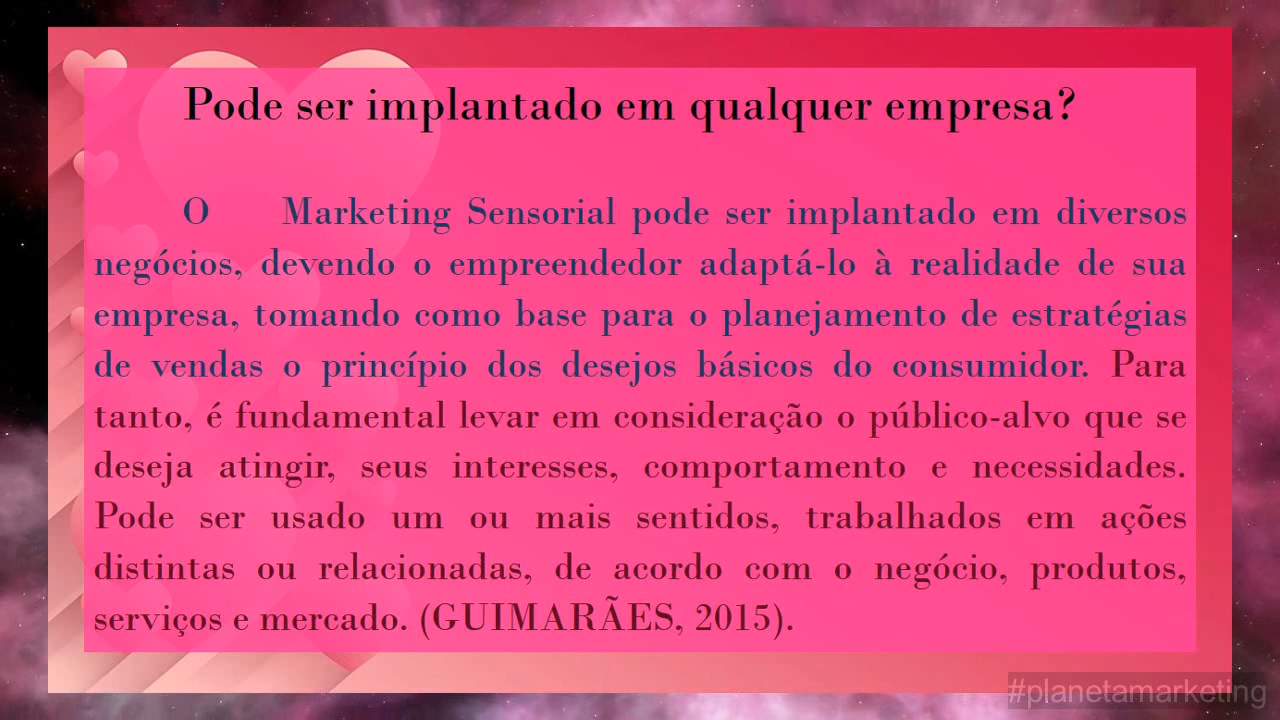 Pode ser implantado em qualquer empresa?
O Marketing Sensorial pode ser implantado em diversos
negócios, devendo o empreendedor adaptá-lo à realidade de sua
empresa, tomando como base para o planejamento de estratégias
de vendas o princípio dos desejos básicos do consumidor. Para
tanto, é fundamental levar em consideração o público-alvo que se
deseja atingir, seus interesses, comportamento e necessidades.
Pode ser usado um ou mais sentidos, trabalhados em ações
distintas ou relacionadas, de acordo com o negócio, produtos,
serviços e mercado. (GUIMARÃES, 2015).
#planetamarketing